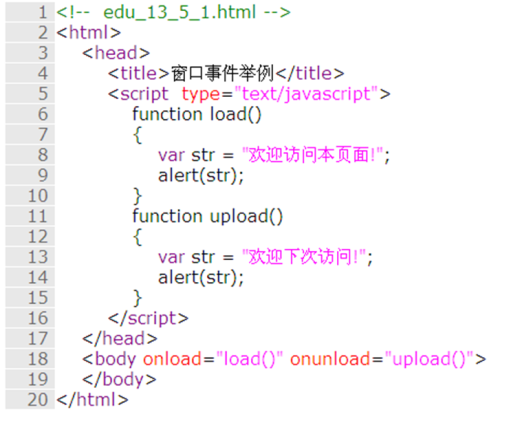 1 <!-- edu_13_5_1.html -->
2 <html>
3 <head>
4 <title>窗口事件举例</title>
5 <script type="text/javascript">
6 function load()
7 {
8 var str = "欢迎访问本页面!";
9 alert(str);
10 }
11 function upload()
12 {
13 var str = "欢迎下次访问!";
14 alert(str);
15 }
16 </script>
17 </head>
18 <body onload="load()" onunload="upload()">
19 </body>
20 </html>